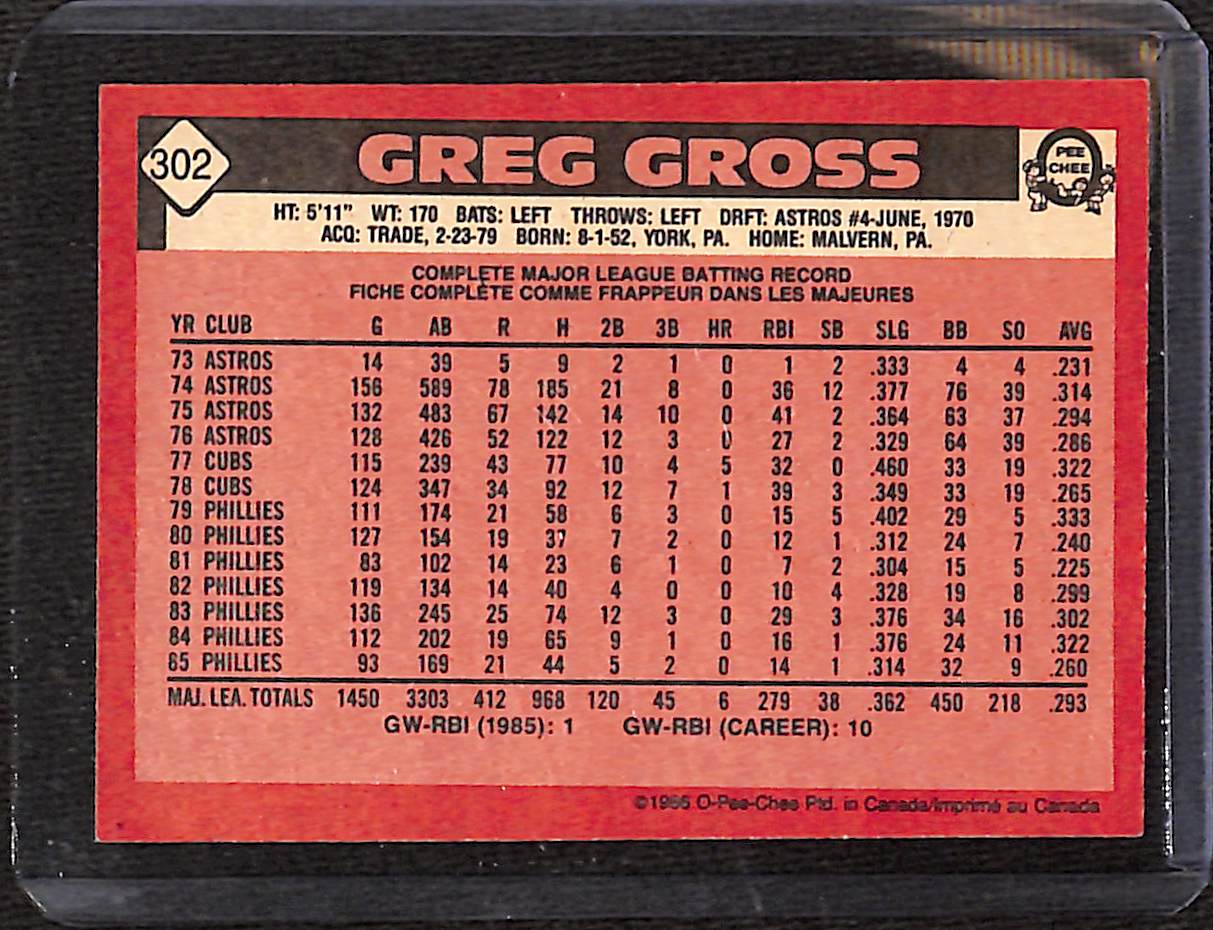 302
GREG GROSS
PEE
CHEE
HT: 5'11" WT: 170 BATS: LEFT THROWS: LEFT DRFT: ASTROS #4-JUNE, 1970
ACQ: TRADE, 2-23-79 BORN: 8-1-52, YORK, PA. HOME: MALVERN, PA.
COMPLETE MAJOR LEAGUE BATTING RECORD
FICHE COMPLÈTE COMME FRAPPEUR DANS LES MAJEURES
YR CLUB G AB R H 2B 3B HR RBI SB SLG BB SO AVG
73 ASTROS 14 39 5 9 2 1 0 1 2 .333 4 4 .231
74 ASTROS 156 589 78 185 21 8 0 36 12 .377 76 39 .314
75 ASTROS 132 483 67 142 14 10 0 41 2 .364 63 37 .294
76 ASTROS 128 426 52 122 12 3 0 27 2 .329 64 39 .286
77 CUBS 115 239 43 77 10 4 5 32 0 .460 33 19 .322
78 CUBS 124 347 34 92 12 7 1 39 3 .349 33 19 .265
79 PHILLIES 111 174 21 58 6 3 0 15 5 .402 29 5 .333
80 PHILLIES 127 154 19 37 7 2 0 12 1 .312 24 7 .240
81 PHILLIES 83 102 14 23 6 1 0 7 2 .304 15 5 .225
82 PHILLIES 119 134 14 40 4 0 0 10 4 .328 19 8 .299
83 PHILLIES 136 245 25 74 12 3 0 29 3 .376 34 16 .302
84 PHILLIES 112 202 19 65 9 1 0 16 1 .376 24 11 .322
85 PHILLIES 93 169 21 44 5 2 0 14 1 .314 32 9 .260
MAJ. LEA. TOTALS 1450 3303 412 968 120 45 6 279 38 .362 450 218 .293
GW-RBI (1985): 1 GW-RBI (CAREER): 10
©1986 O-Pee-Chee Ptd. in Canada/Imprimé au Canada